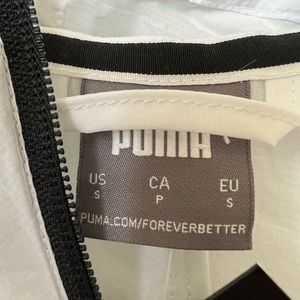 PUMA
US CA EU
S P S
PUMA.COM/FOREVERBETTER